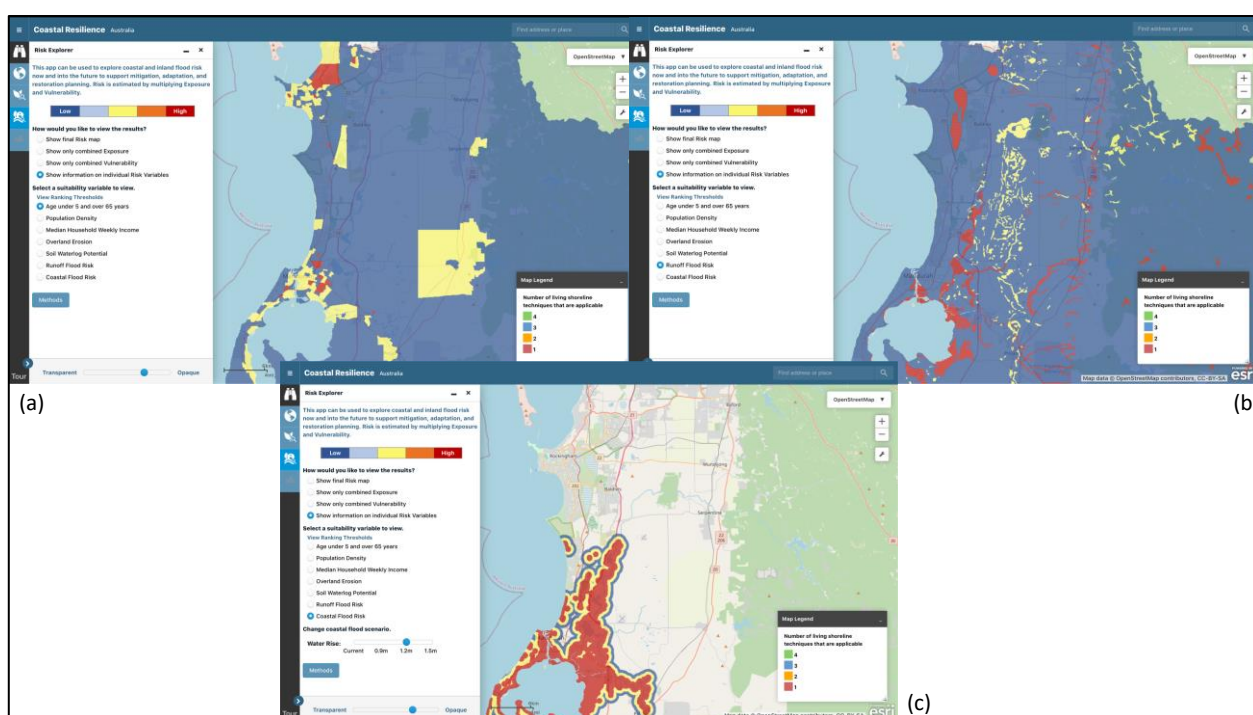 Coastal Resilience Australia
Find address or place
Risk Explorer
This app can be used to explore coastal and inland flood risk
now and into the future to support mitigation, adaptation, and
restoration planning. Risk is estimated by multiplying Exposure
and Vulnerability.
Low High
How would you like to view the results?
Show final Risk map
Show only combined Exposure
Show only combined Vulnerability
Show information on individual Risk Variables
Select a suitability variable to view.
View Ranking Thresholds
Age under 5 and over 65 years
Population Density
Median Household Weekly Income
Overland Erosion
Soil Waterlog Potential
Runoff Flood Risk
Coastal Flood Risk
Methods
Transparent Opaque
Tour
OpenStreetMap
Map Legend
Number of living shoreline
techniques that are applicable
4
3
2
1
(a)
Find address or place
Risk Explorer
This app can be used to explore coastal and inland flood risk
now and into the future to support mitigation, adaptation, and
restoration planning. Risk is estimated by multiplying Exposure
and Vulnerability.
Low High
How would you like to view the results?
Show final Risk map
Show only combined Exposure
Show only combined Vulnerability
Show information on individual Risk Variables
Select a suitability variable to view.
View Ranking Thresholds
Age under 5 and over 65 years
Population Density
Median Household Weekly Income
Overland Erosion
Soil Waterlog Potential
Runoff Flood Risk
Coastal Flood Risk
Methods
Transparent Opaque
OpenStreetMap
Rockingham
Map Legend
Number of living shoreline
techniques that are applicable
4
3
2
1
Map data © OpenStreetMap contributors, CC-BY-SA
esri
(b)
Coastal Resilience Australia
Find address or place
Risk Explorer
This app can be used to explore coastal and inland flood risk
now and into the future to support mitigation, adaptation, and
restoration planning. Risk is estimated by multiplying Exposure
and Vulnerability.
Low High
How would you like to view the results?
Show final Risk map
Show only combined Exposure
Show only combined Vulnerability
Show information on individual Risk Variables
Select a suitability variable to view.
View Ranking Thresholds
Age under 5 and over 65 years
Population Density
Median Household Weekly Income
Overland Erosion
Soil Waterlog Potential
Runoff Flood Risk
Coastal Flood Risk
Change coastal flood scenario.
Water Rise:
Current 0.9m 1.2m 1.5m
Methods
Transparent Opaque
OpenStreetMap
Rockingham
Baldivis
Mundijong
Serpentine
Map Legend
Number of living shoreline
techniques that are applicable
4
3
2
1
esri
(c)